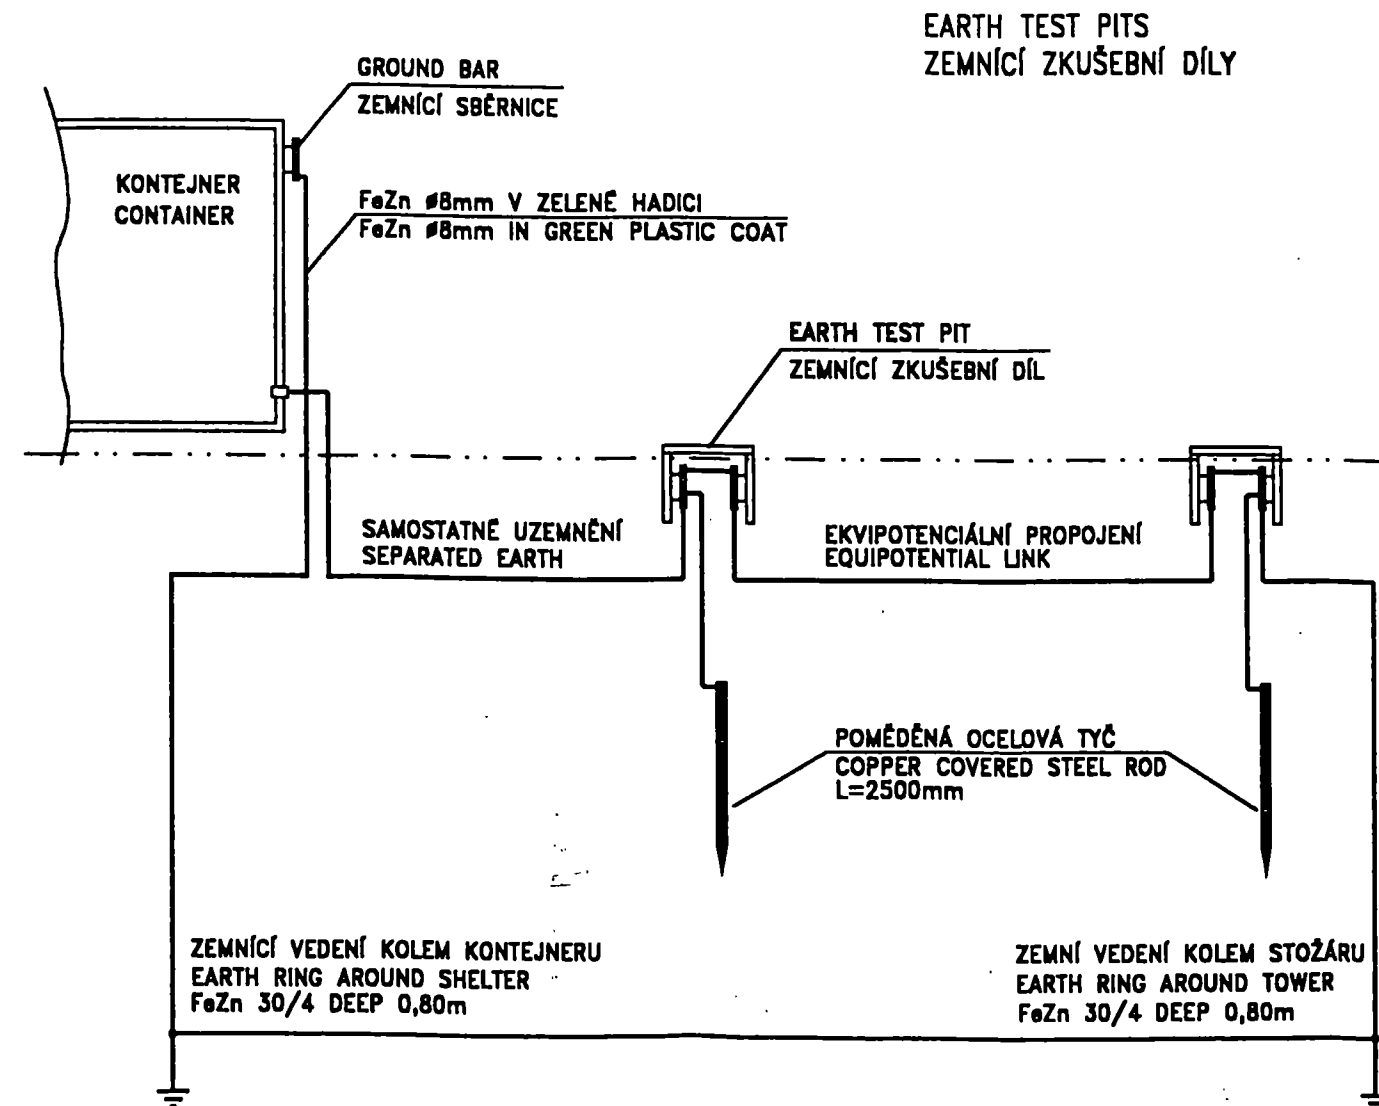 EARTH TEST PITS
ZEMNÍCÍ ZKUŠEBNÍ DÍLY
GROUND BAR
ZEMNÍCÍ SBĚRNICE
KONTEJNER
CONTAINER
FeZn ø8mm V ZELENÉ HADICI
FeZn ø8mm IN GREEN PLASTIC COAT
EARTH TEST PIT
ZEMNÍCÍ ZKUŠEBNÍ DÍL
SAMOSTATNÉ UZEMNĚNÍ
SEPARATED EARTH
EKVIPOTENCIÁLNÍ PROPOJENÍ
EQUIPOTENTIAL LINK
POMĚDĚNÁ OCELOVÁ TYČ
COPPER COVERED STEEL ROD
L=2500mm
ZEMNÍCÍ VEDENÍ KOLEM KONTEJNERU
EARTH RING AROUND SHELTER
FeZn 30/4 DEEP 0,80m
ZEMNÍ VEDENÍ KOLEM STOŽÁRU
EARTH RING AROUND TOWER
FeZn 30/4 DEEP 0,80m